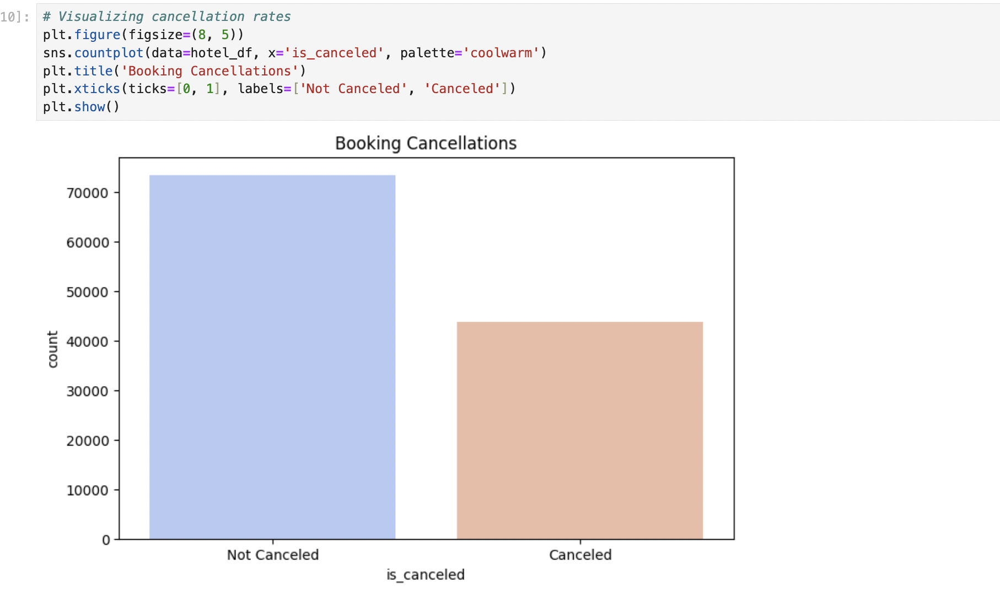 10]:
# Visualizing cancellation rates
plt.figure(figsize=(8, 5))
sns.countplot(data=hotel_df, x='is_canceled', palette='coolwarm')
plt.title('Booking Cancellations')
plt.xticks(ticks=[0, 1], labels=['Not Canceled', 'Canceled'])
plt.show()
Booking Cancellations
70000
60000
50000
40000
30000
20000
10000
0
count
Not Canceled
Canceled
is_canceled